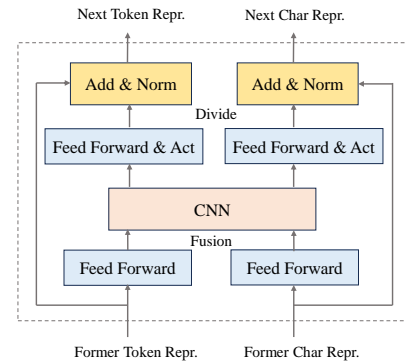 Next Token Repr. Next Char Repr.
Add & Norm Add & Norm
Divide
Feed Forward & Act Feed Forward & Act
CNN
Fusion
Feed Forward Feed Forward
Former Token Repr. Former Char Repr.